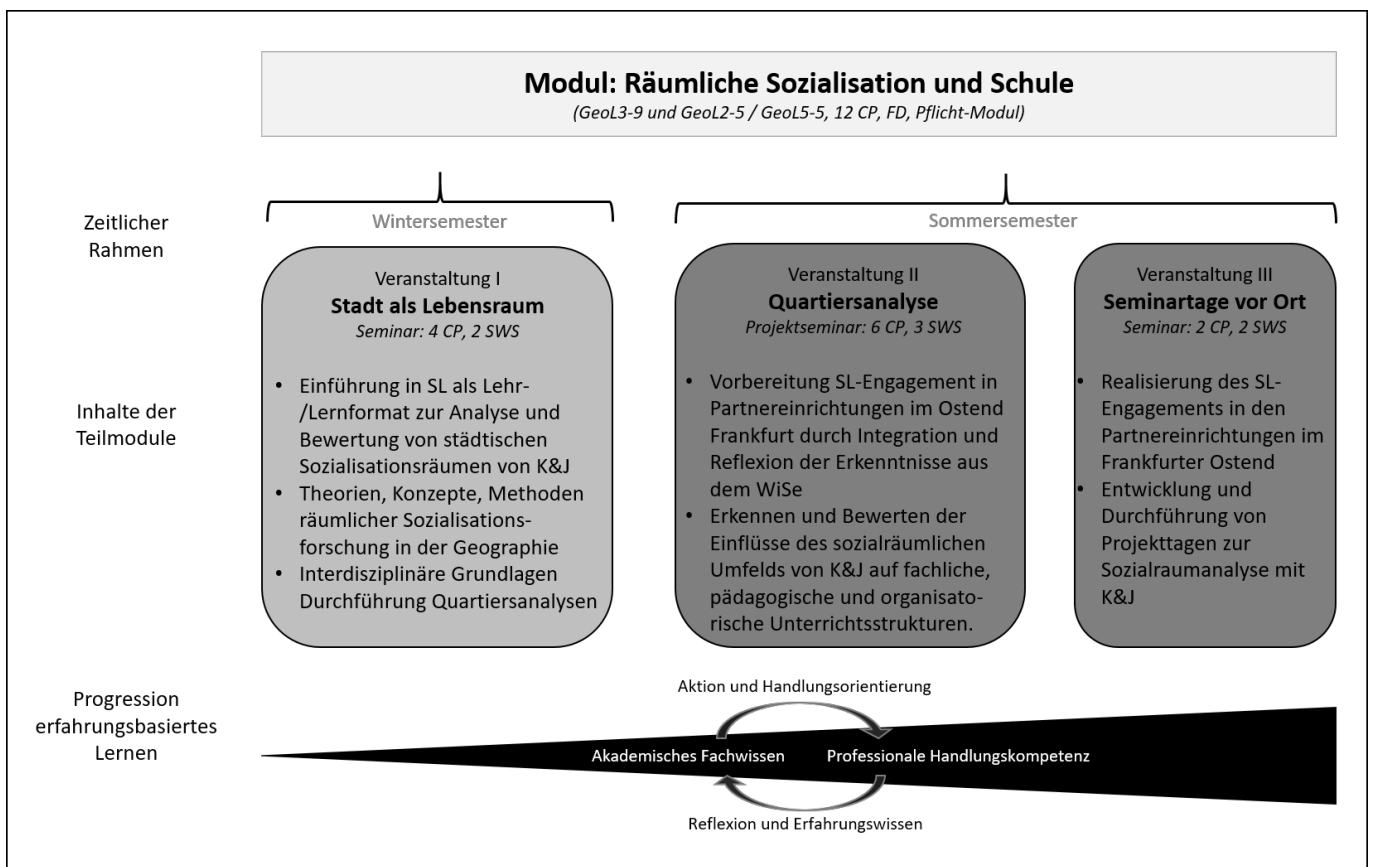 Modul: Räumliche Sozialisation und Schule
(GeoL3-9 und GeoL2-5 / GeoL5-5, 12 CP, FD, Pflicht-Modul)
Zeitlicher
Rahmen
Wintersemester
Sommersemester
Inhalte der
Teilmodule
Veranstaltung I
Stadt als Lebensraum
Seminar: 4 CP, 2 SWS
• Einführung in SL als Lehr-
/Lernformat zur Analyse und
Bewertung von städtischen
Sozialisationsräumen von K&J
• Theorien, Konzepte, Methoden
räumlicher Sozialisations-
forschung in der Geographie
• Interdisziplinäre Grundlagen
Durchführung Quartiersanalysen
Veranstaltung II
Quartiersanalyse
Projektseminar: 6 CP, 3 SWS
• Vorbereitung SL-Engagement in
Partnereinrichtungen im Ostend
Frankfurt durch Integration und
Reflexion der Erkenntnisse aus
dem WiSe
• Erkennen und Bewerten der
Einflüsse des sozialräumlichen
Umfelds von K&J auf fachliche,
pädagogische und organisato-
rische Unterrichtsstrukturen.
Veranstaltung III
Seminartage vor Ort
Seminar: 2 CP, 2 SWS
• Realisierung des SL-
Engagements in den
Partnereinrichtungen im
Frankfurter Ostend
• Entwicklung und
Durchführung von
Projekttagen zur
Sozialraumanalyse mit
K&J
Progression
erfahrungsbasiertes
Lernen
Aktion und Handlungsorientierung
Akademisches Fachwissen
Professionale Handlungskompetenz
Reflexion und Erfahrungswissen